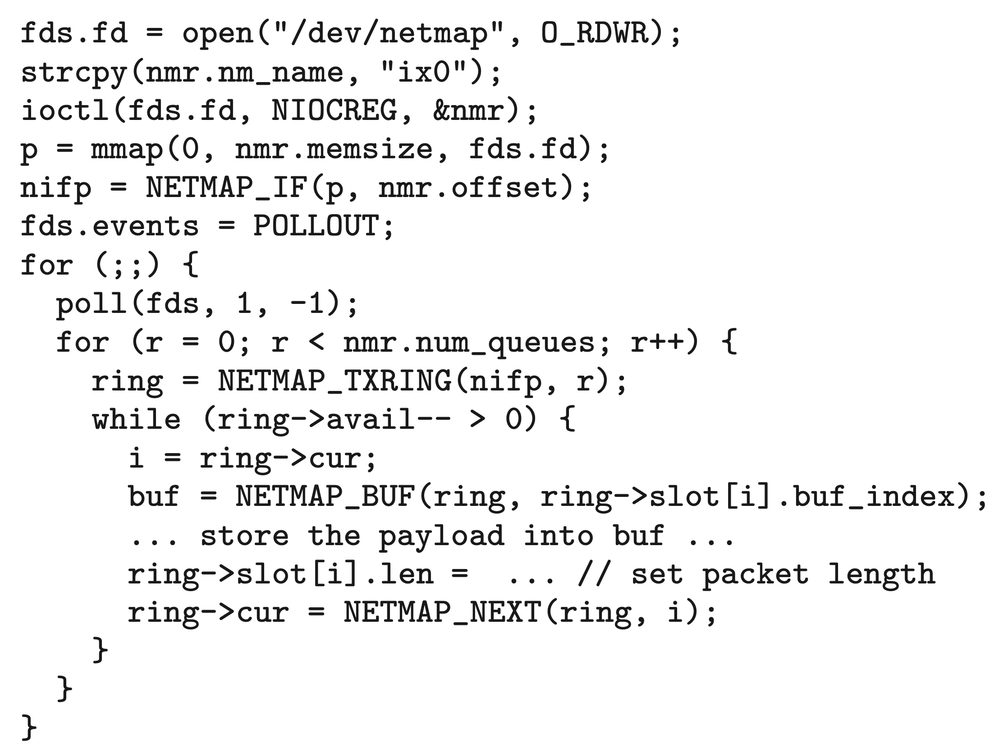 fds.fd = open("/dev/netmap", O_RDWR);
strcpy(nmr.nm_name, "ix0");
ioctl(fds.fd, NIOCREG, &nmr);
p = mmap(0, nmr.memsize, fds.fd);
nifp = NETMAP_IF(p, nmr.offset);
fds.events = POLLOUT;
for (;;) {
  poll(fds, 1, -1);
  for (r = 0; r < nmr.num_queues; r++) {
    ring = NETMAP_TXRING(nifp, r);
    while (ring->avail-- > 0) {
      i = ring->cur;
      buf = NETMAP_BUF(ring, ring->slot[i].buf_index);
      ... store the payload into buf ...
      ring->slot[i].len =  ... // set packet length
      ring->cur = NETMAP_NEXT(ring, i);
    }
  }
}